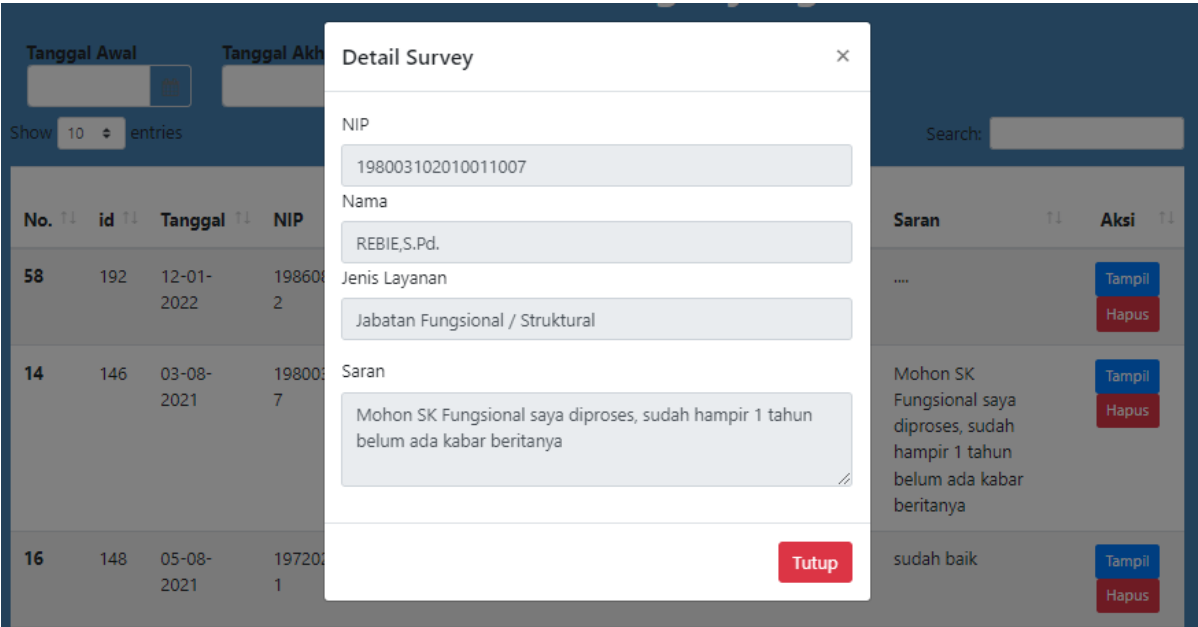 Tanggal Awal
Tanggal Akh
Show 10 entries
Search:
No. id Tanggal NIP
Saran
Aksi
58 192 12-01-
2022
198608
2
....
Tampil
Hapus
14 146 03-08-
2021
198003
7
Mohon SK
Fungsional saya
diproses, sudah
hampir 1 tahun
belum ada kabar
beritanya
Tampil
Hapus
16 148 05-08-
2021
197202
1
sudah baik
Tampil
Hapus
Detail Survey ×
NIP
198003102010011007
Nama
REBIE,S.Pd.
Jenis Layanan
Jabatan Fungsional / Struktural
Saran
Mohon SK Fungsional saya diproses, sudah hampir 1 tahun
belum ada kabar beritanya
Tutup